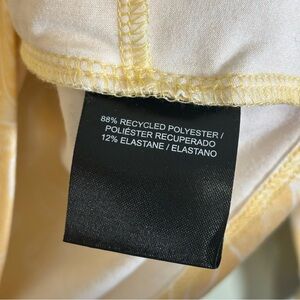 88% RECYCLED POLYESTER /
POLIÉSTER RECUPERADO
12% ELASTANE / ELASTANO